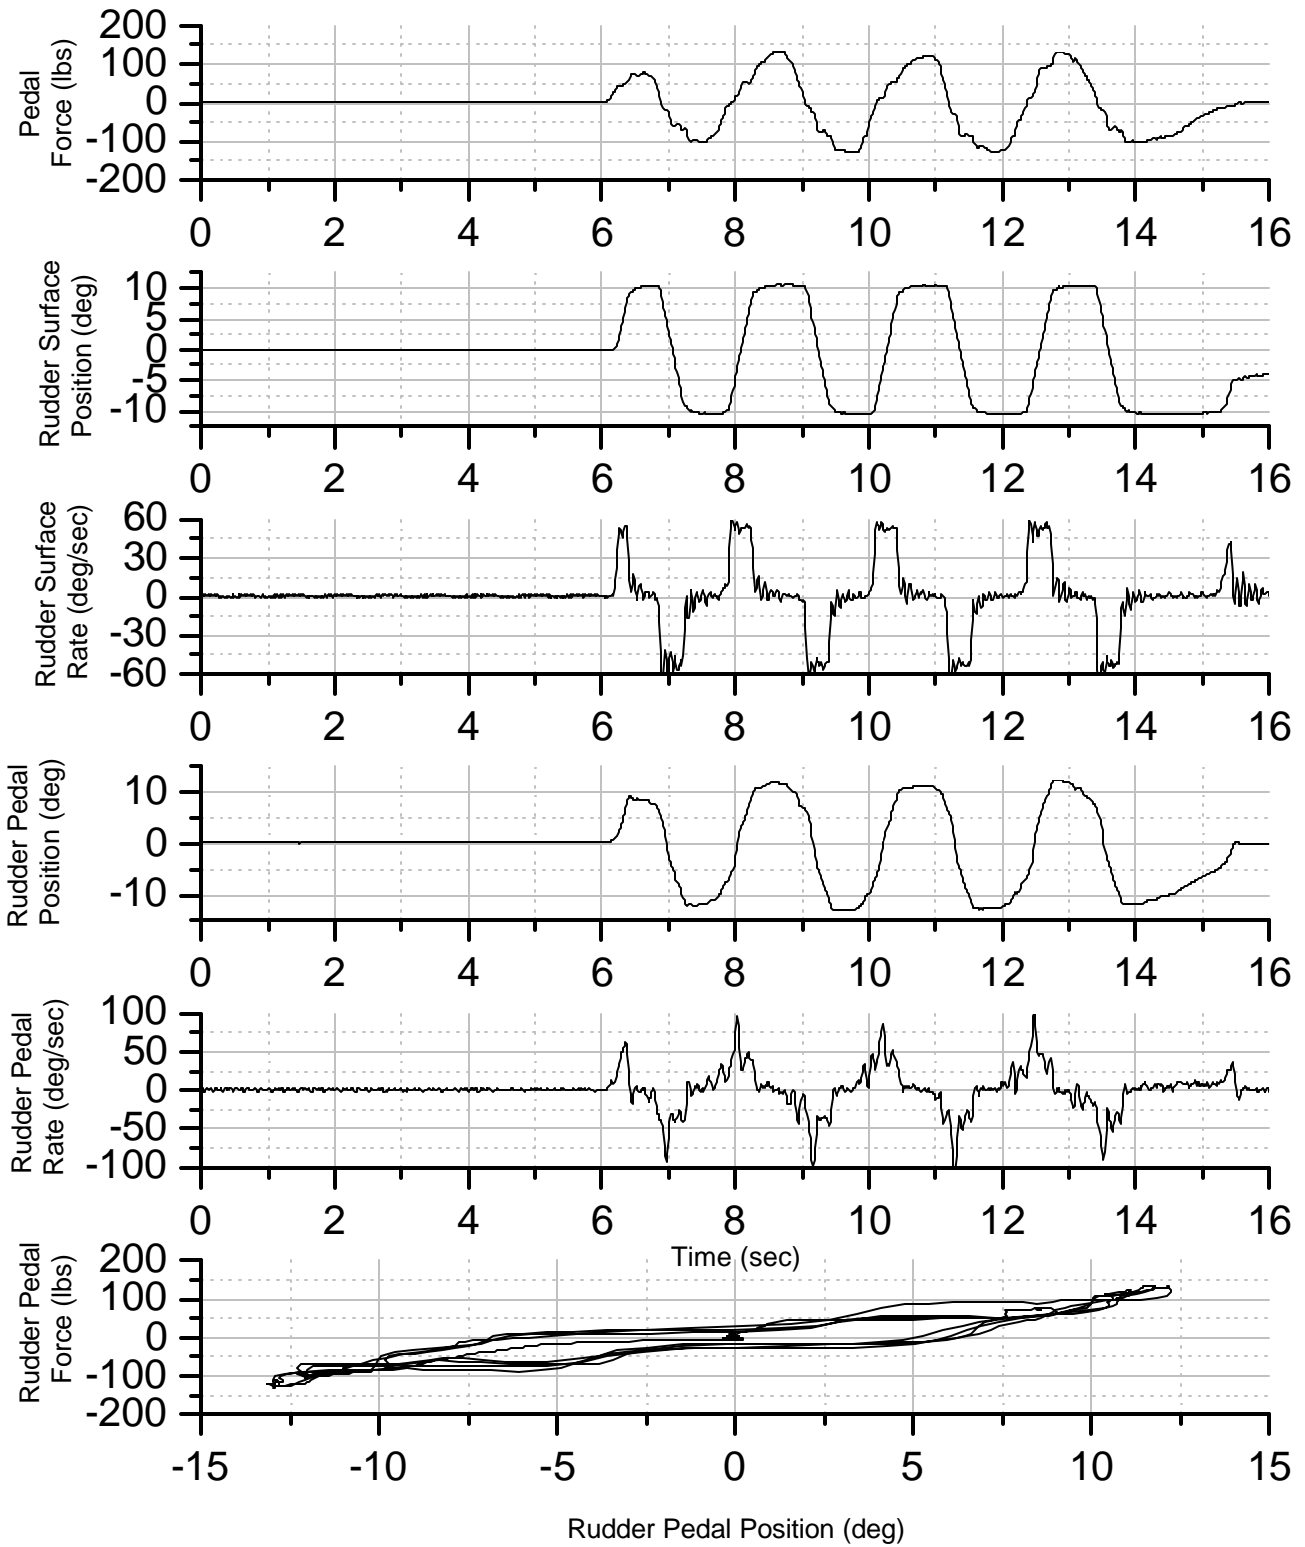 200
100
0
-100
-200
Pedal
Force (lbs)
0 2 4 6 8 10 12 14 16
10
5
0
-5
-10
Rudder Surface
Position (deg)
0 2 4 6 8 10 12 14 16
60
30
0
-30
-60
Rudder Surface
Rate (deg/sec)
0 2 4 6 8 10 12 14 16
10
0
-10
Rudder Pedal
Position (deg)
0 2 4 6 8 10 12 14 16
100
50
0
-50
-100
Rudder Pedal
Rate (deg/sec)
0 2 4 6 8 10 12 14 16
Time (sec)
200
100
0
-100
-200
Rudder Pedal
Force (lbs)
-15 -10 -5 0 5 10 15
Rudder Pedal Position (deg)